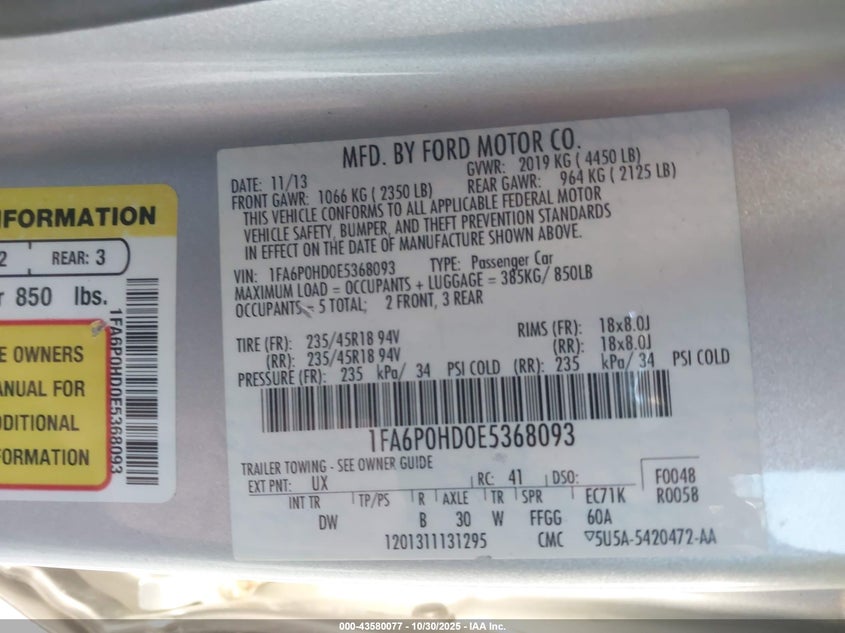 NFORMATION
2 REAR: 3
850 lbs.
E OWNERS
ANUAL FOR
DDITIONAL
FORMATION
1FA6P0HD0E5368093
MFD. BY FORD MOTOR CO.
DATE: 11/13 GVWR: 2019 KG ( 4450 LB)
FRONT GAWR: 1066 KG ( 2350 LB) REAR GAWR: 964 KG ( 2125 LB)
THIS VEHICLE CONFORMS TO ALL APPLICABLE FEDERAL MOTOR
VEHICLE SAFETY, BUMPER, AND THEFT PREVENTION STANDARDS
IN EFFECT ON THE DATE OF MANUFACTURE SHOWN ABOVE.
VIN: 1FA6P0HD0E5368093 TYPE: Passenger Car
MAXIMUM LOAD = OCCUPANTS + LUGGAGE = 385KG/ 850LB
OCCUPANTS = 5 TOTAL; 2 FRONT, 3 REAR
TIRE (FR): 235/45R18 94V RIMS (FR): 18x8.0J
(RR): 235/45R18 94V (RR): 18x8.0J
PRESSURE (FR): 235 kPa/ 34 PSI COLD (RR): 235 kPa/ 34 PSI COLD
1FA6P0HD0E5368093
TRAILER TOWING - SEE OWNER GUIDE
EXT PNT: UX RC: 41 DSO: F0048
INT TR TP/PS R AXLE TR SPR EC71K R0058
DW B 30 W FFGG 60A
1201311131295 CMC ▽5U5A-5420472-AA
000-43580077 - 10/30/2025 - IAA Inc.